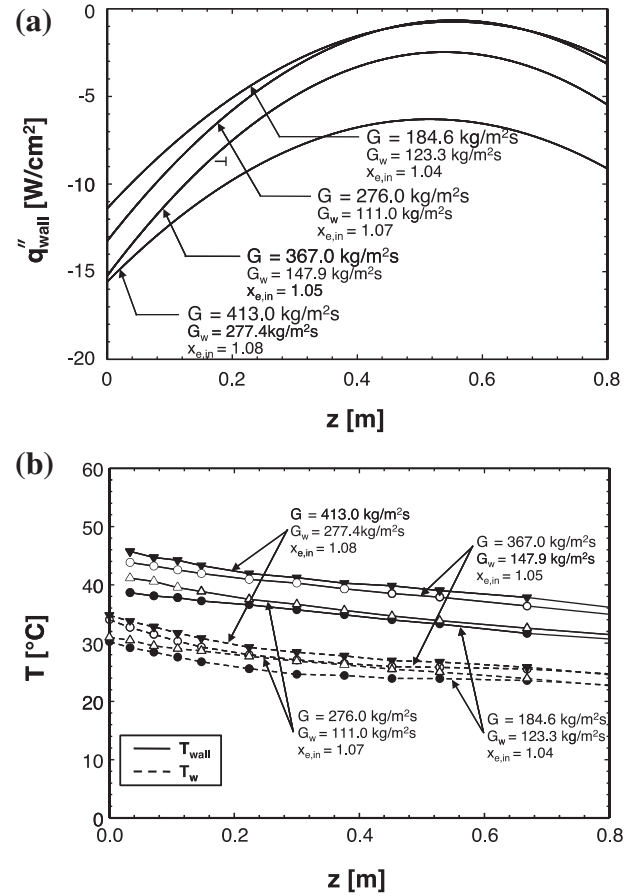 (a)
0
-5
-10
-15
-20
q"wall [W/cm²]
G = 184.6 kg/m²s
Gw = 123.3 kg/m²s
xe,in = 1.04
G = 276.0 kg/m²s
Gw = 111.0 kg/m²s
xe,in = 1.07
G = 367.0 kg/m²s
Gw = 147.9 kg/m²s
xe,in = 1.05
G = 413.0 kg/m²s
Gw = 277.4kg/m²s
xe,in = 1.08
0 0.2 0.4 0.6 0.8
z [m]
(b)
60
50
40
30
20
10
0
T [°C]
G = 413.0 kg/m²s
Gw = 277.4kg/m²s
xe,in = 1.08
G = 367.0 kg/m²s
Gw = 147.9 kg/m²s
xe,in = 1.05
G = 276.0 kg/m²s
Gw = 111.0 kg/m²s
xe,in = 1.07
G = 184.6 kg/m²s
Gw = 123.3 kg/m²s
xe,in = 1.04
Twall
Tw
0.0 0.2 0.4 0.6 0.8
z [m]